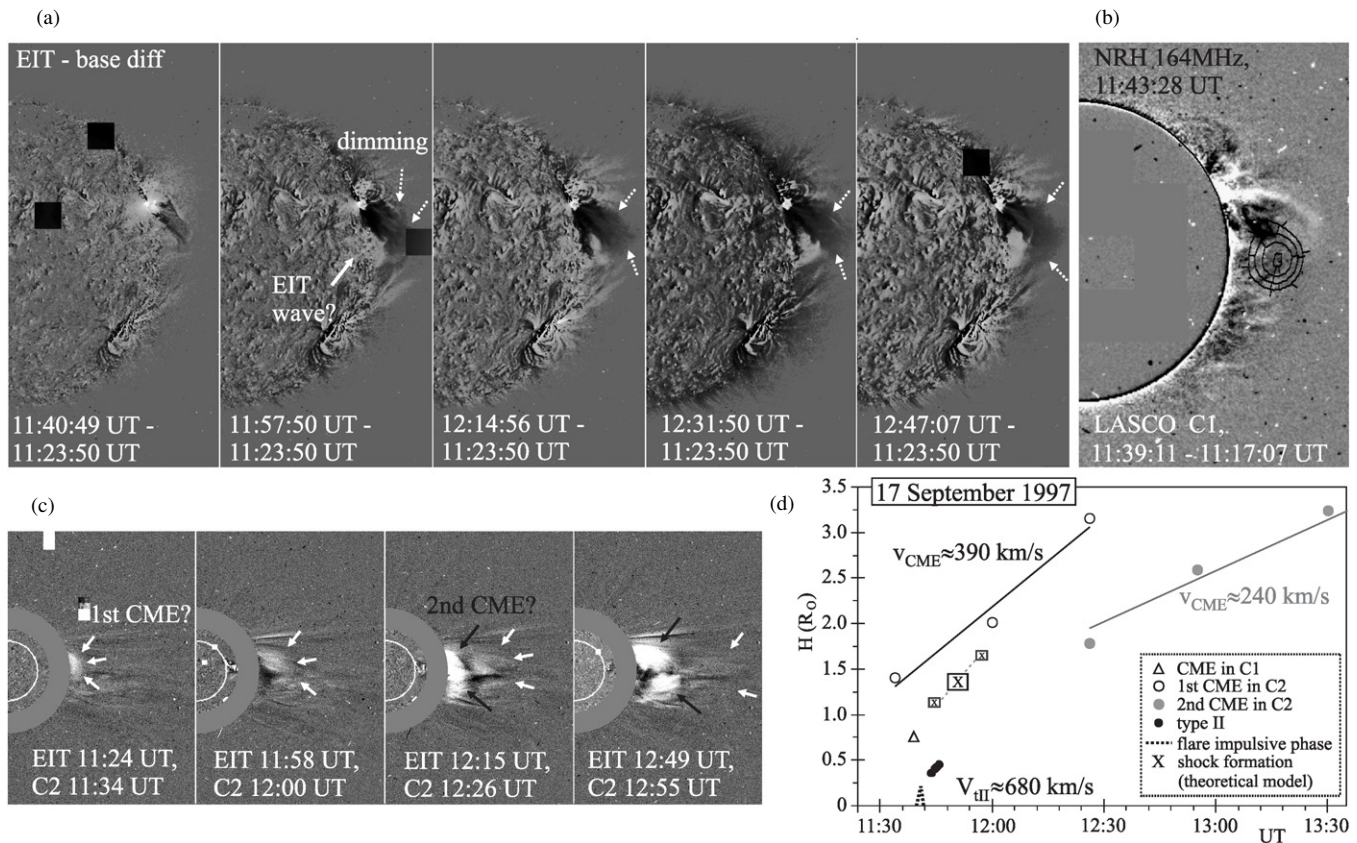 (a)
EIT - base diff
dimming
EIT
wave?
11:40:49 UT -
11:23:50 UT
11:57:50 UT -
11:23:50 UT
12:14:56 UT -
11:23:50 UT
12:31:50 UT -
11:23:50 UT
12:47:07 UT -
11:23:50 UT
(b)
NRH 164MHz,
11:43:28 UT
LASCO C1,
11:39:11 - 11:17:07 UT
(c)
1st CME?
2nd CME?
EIT 11:24 UT,
C2 11:34 UT
EIT 11:58 UT,
C2 12:00 UT
EIT 12:15 UT,
C2 12:26 UT
EIT 12:49 UT,
C2 12:55 UT
(d)
17 September 1997
H (R_O)
3.5
3.0
2.5
2.0
1.5
1.0
0.5
0
v_CME≈390 km/s
v_CME≈240 km/s
V_tII≈680 km/s
x
x
x
CME in C1
1st CME in C2
2nd CME in C2
type II
flare impulsive phase
X shock formation
(theoretical model)
11:30
12:00
12:30
13:00
13:30
UT